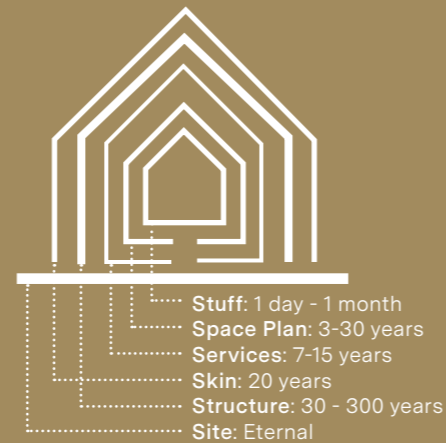 Stuff: 1 day - 1 month
Space Plan: 3-30 years
Services: 7-15 years
Skin: 20 years
Structure: 30 - 300 years
Site: Eternal